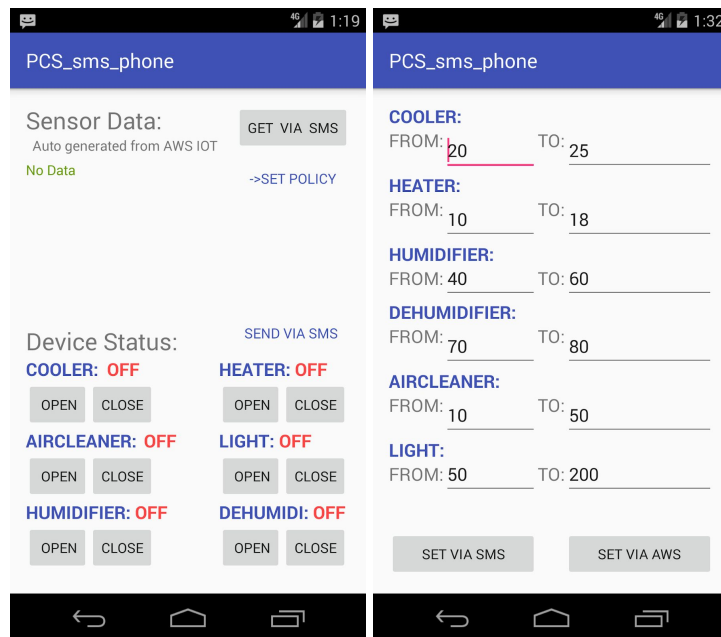 4G 1:19
PCS_sms_phone
Sensor Data:
GET VIA SMS
Auto generated from AWS IOT
No Data
->SET POLICY
Device Status:
SEND VIA SMS
COOLER: OFF
HEATER: OFF
OPEN CLOSE
OPEN CLOSE
AIRCLEANER: OFF
LIGHT: OFF
OPEN CLOSE
OPEN CLOSE
HUMIDIFIER: OFF
DEHUMIDI: OFF
OPEN CLOSE
OPEN CLOSE
4G 1:32
PCS_sms_phone
COOLER:
FROM: 20 TO: 25
HEATER:
FROM: 10 TO: 18
HUMIDIFIER:
FROM: 40 TO: 60
DEHUMIDIFIER:
FROM: 70 TO: 80
AIRCLEANER:
FROM: 10 TO: 50
LIGHT:
FROM: 50 TO: 200
SET VIA SMS
SET VIA AWS